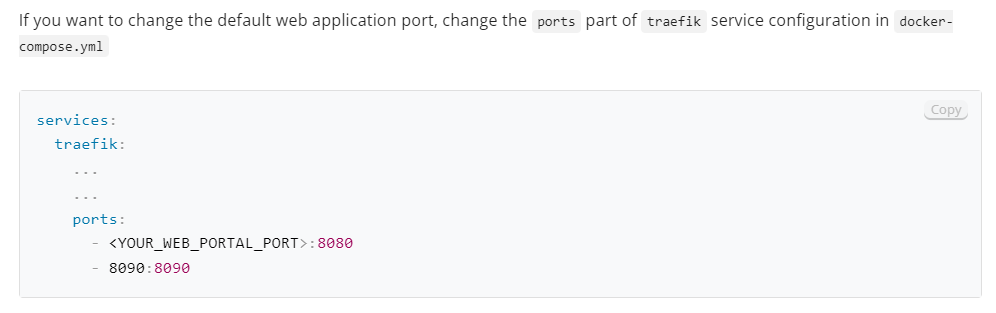 If you want to change the default web application port, change the ports part of traefik service configuration in docker-
compose.yml
Copy
services:
  traefik:
    ...
    ...
    ports:
      - <YOUR_WEB_PORTAL_PORT>:8080
      - 8090:8090